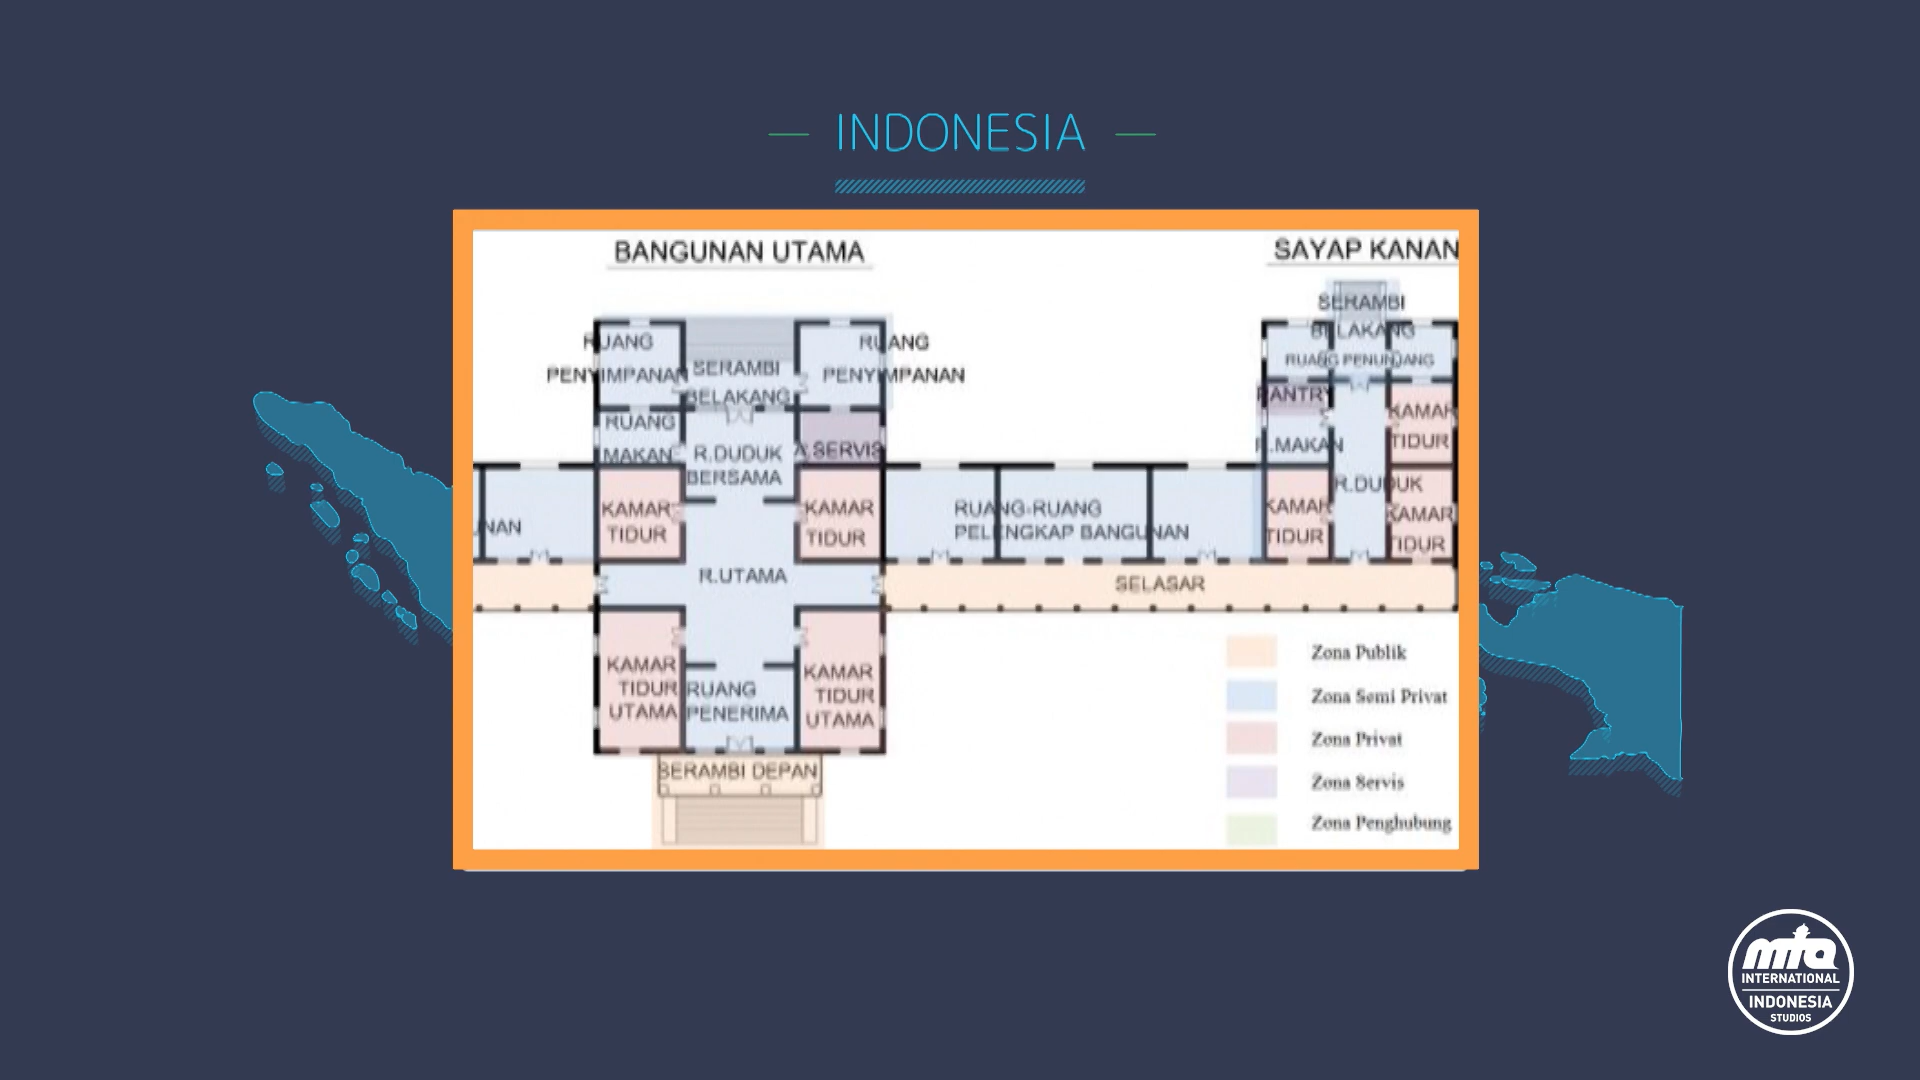 INDONESIA
BANGUNAN UTAMA
SAYAP KANAN
RUANG
PENYIMPANAN
SERAMBI
BELAKANG
RUANG
PENYIMPANAN
RUANG
MAKAN
R.DUDUK
BERSAMA
SERVIS
KAMAR
TIDUR
KAMAR
TIDUR
NAN
R.UTAMA
KAMAR
TIDUR
UTAMA
RUANG
PENERIMA
KAMAR
TIDUR
UTAMA
SERAMBI DEPAN
RUANG-RUANG
PELENGKAP BANGUNAN
SELASAR
SERAMBI
BELAKANG
RUANG PENUNJANG
PANTRY
R.MAKAN
KAMAR
TIDUR
R.DUDUK
KAMAR
TIDUR
KAMAR
TIDUR
Zona Publik
Zona Semi Privat
Zona Privat
Zona Servis
Zona Penghubung
mta
INTERNATIONAL
INDONESIA
STUDIOS